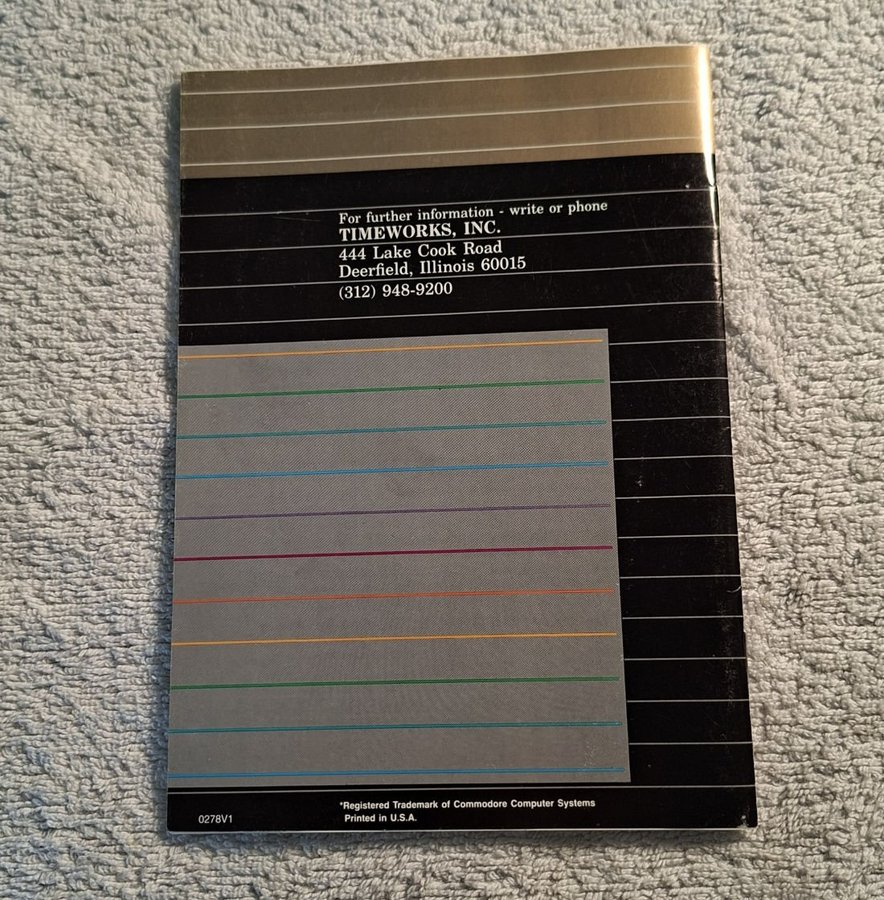 For further information - write or phone
TIMEWORKS, INC.
444 Lake Cook Road
Deerfield, Illinois 60015
(312) 948-9200
*Registered Trademark of Commodore Computer Systems
0278V1
Printed in U.S.A.